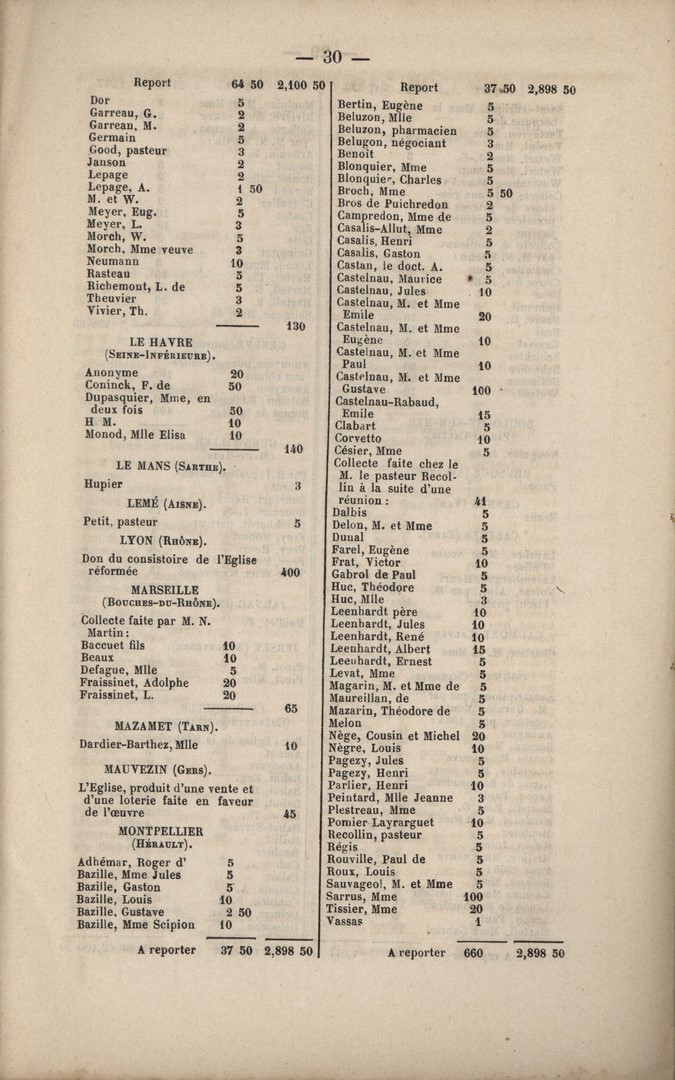 — 30 —
Report 64 50 2,100 50
Dor 5
Garreau, G. 2
Garrean, M. 2
Germain 5
Good, pasteur 3
Janson 2
Lepage 2
Lepage, A. 1 50
M. et W. 2
Meyer, Eug. 5
Meyer, L. 3
Morch, W. 5
Morch, Mme veuve 3
Neumann 10
Rasteau 5
Richemont, L. de 5
Theuvier 3
Vivier, Th. 2
130
LE HAVRE
(SEINE-INFÉRIEURE).
Anonyme 20
Coninck, F. de 50
Dupasquier, Mme, en
deux fois 50
H M. 10
Monod, Mlle Elisa 10
140
LE MANS (SARTHE).
Hupier 3
LEMÉ (AISNE).
Petit, pasteur 5
LYON (RHÔNE).
Don du consistoire de l'Eglise
réformée 400
MARSEILLE
(BOUCHES-DU-RHÔNE).
Collecte faite par M. N.
Martin :
Baccuet fils 10
Beaux 10
Defague, Mlle 5
Fraissinet, Adolphe 20
Fraissinet, L. 20
65
MAZAMET (TARN).
Dardier-Barthez, Mlle 10
MAUVEZIN (GERS).
L'Eglise, produit d'une vente et
d'une loterie faite en faveur
de l'œuvre 45
MONTPELLIER
(HÉRAULT).
Adhémar, Roger d' 5
Bazille, Mme Jules 5
Bazille, Gaston 5
Bazille, Louis 10
Bazille, Gustave 2 50
Bazille, Mme Scipion 10
A reporter 37 50 2,898 50
Report 37 50 2,898 50
Bertin, Eugène 5
Beluzon, Mlle 5
Beluzon, pharmacien 5
Belugon, négociant 3
Benoit 2
Blonquier, Mme 5
Blonquier, Charles 5
Broch, Mme 5 50
Bros de Puichredon 2
Campredon, Mme de 5
Casalis-Allut, Mme 2
Casalis, Henri 5
Casalis, Gaston 5
Castan, le doct. A. 5
Castelnau, Maurice 5
Castelnau, Jules 10
Castelnau, M. et Mme
Emile 20
Castelnau, M. et Mme
Eugène 10
Castelnau, M. et Mme
Paul 10
Castelnau, M. et Mme
Gustave 100
Castelnau-Rabaud,
Emile 15
Clabart 5
Corvetto 10
Césier, Mme 5
Collecte faite chez le
M. le pasteur Recol-
lin à la suite d'une
réunion : 41
Dalbis 5
Delon, M. et Mme 5
Dunal 5
Farel, Eugène 5
Frat, Victor 10
Gabrol de Paul 5
Huc, Théodore 5
Huc, Mlle 3
Leenhardt père 10
Leenhardt, Jules 10
Leenhardt, René 10
Leenhardt, Albert 15
Leenhardt, Ernest 5
Levat, Mme 5
Magarin, M. et Mme de 5
Maureillan, de 5
Mazarin, Théodore de 5
Melon 5
Nège, Cousin et Michel 20
Nègre, Louis 10
Pagezy, Jules 5
Pagezy, Henri 5
Parlier, Henri 10
Peintard, Mlle Jeanne 3
Plestreau, Mme 5
Pomier Layrarguet 10
Recollin, pasteur 5
Régis 5
Rouville, Paul de 5
Roux, Louis 5
Sauvageol, M. et Mme 5
Sarrus, Mme 100
Tissier, Mme 20
Vassas 1
A reporter 660 2,898 50